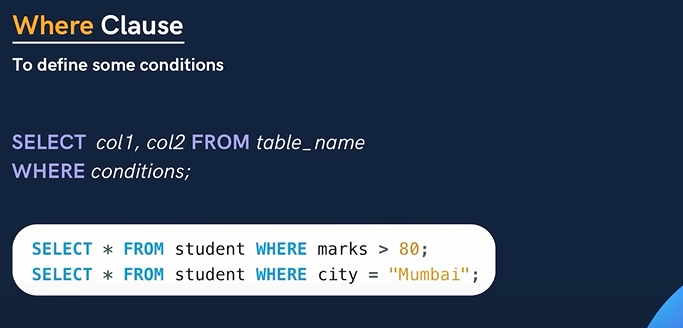 Where Clause
To define some conditions
SELECT col1, col2 FROM table_name
WHERE conditions;
SELECT * FROM student WHERE marks > 80;
SELECT * FROM student WHERE city = "Mumbai";